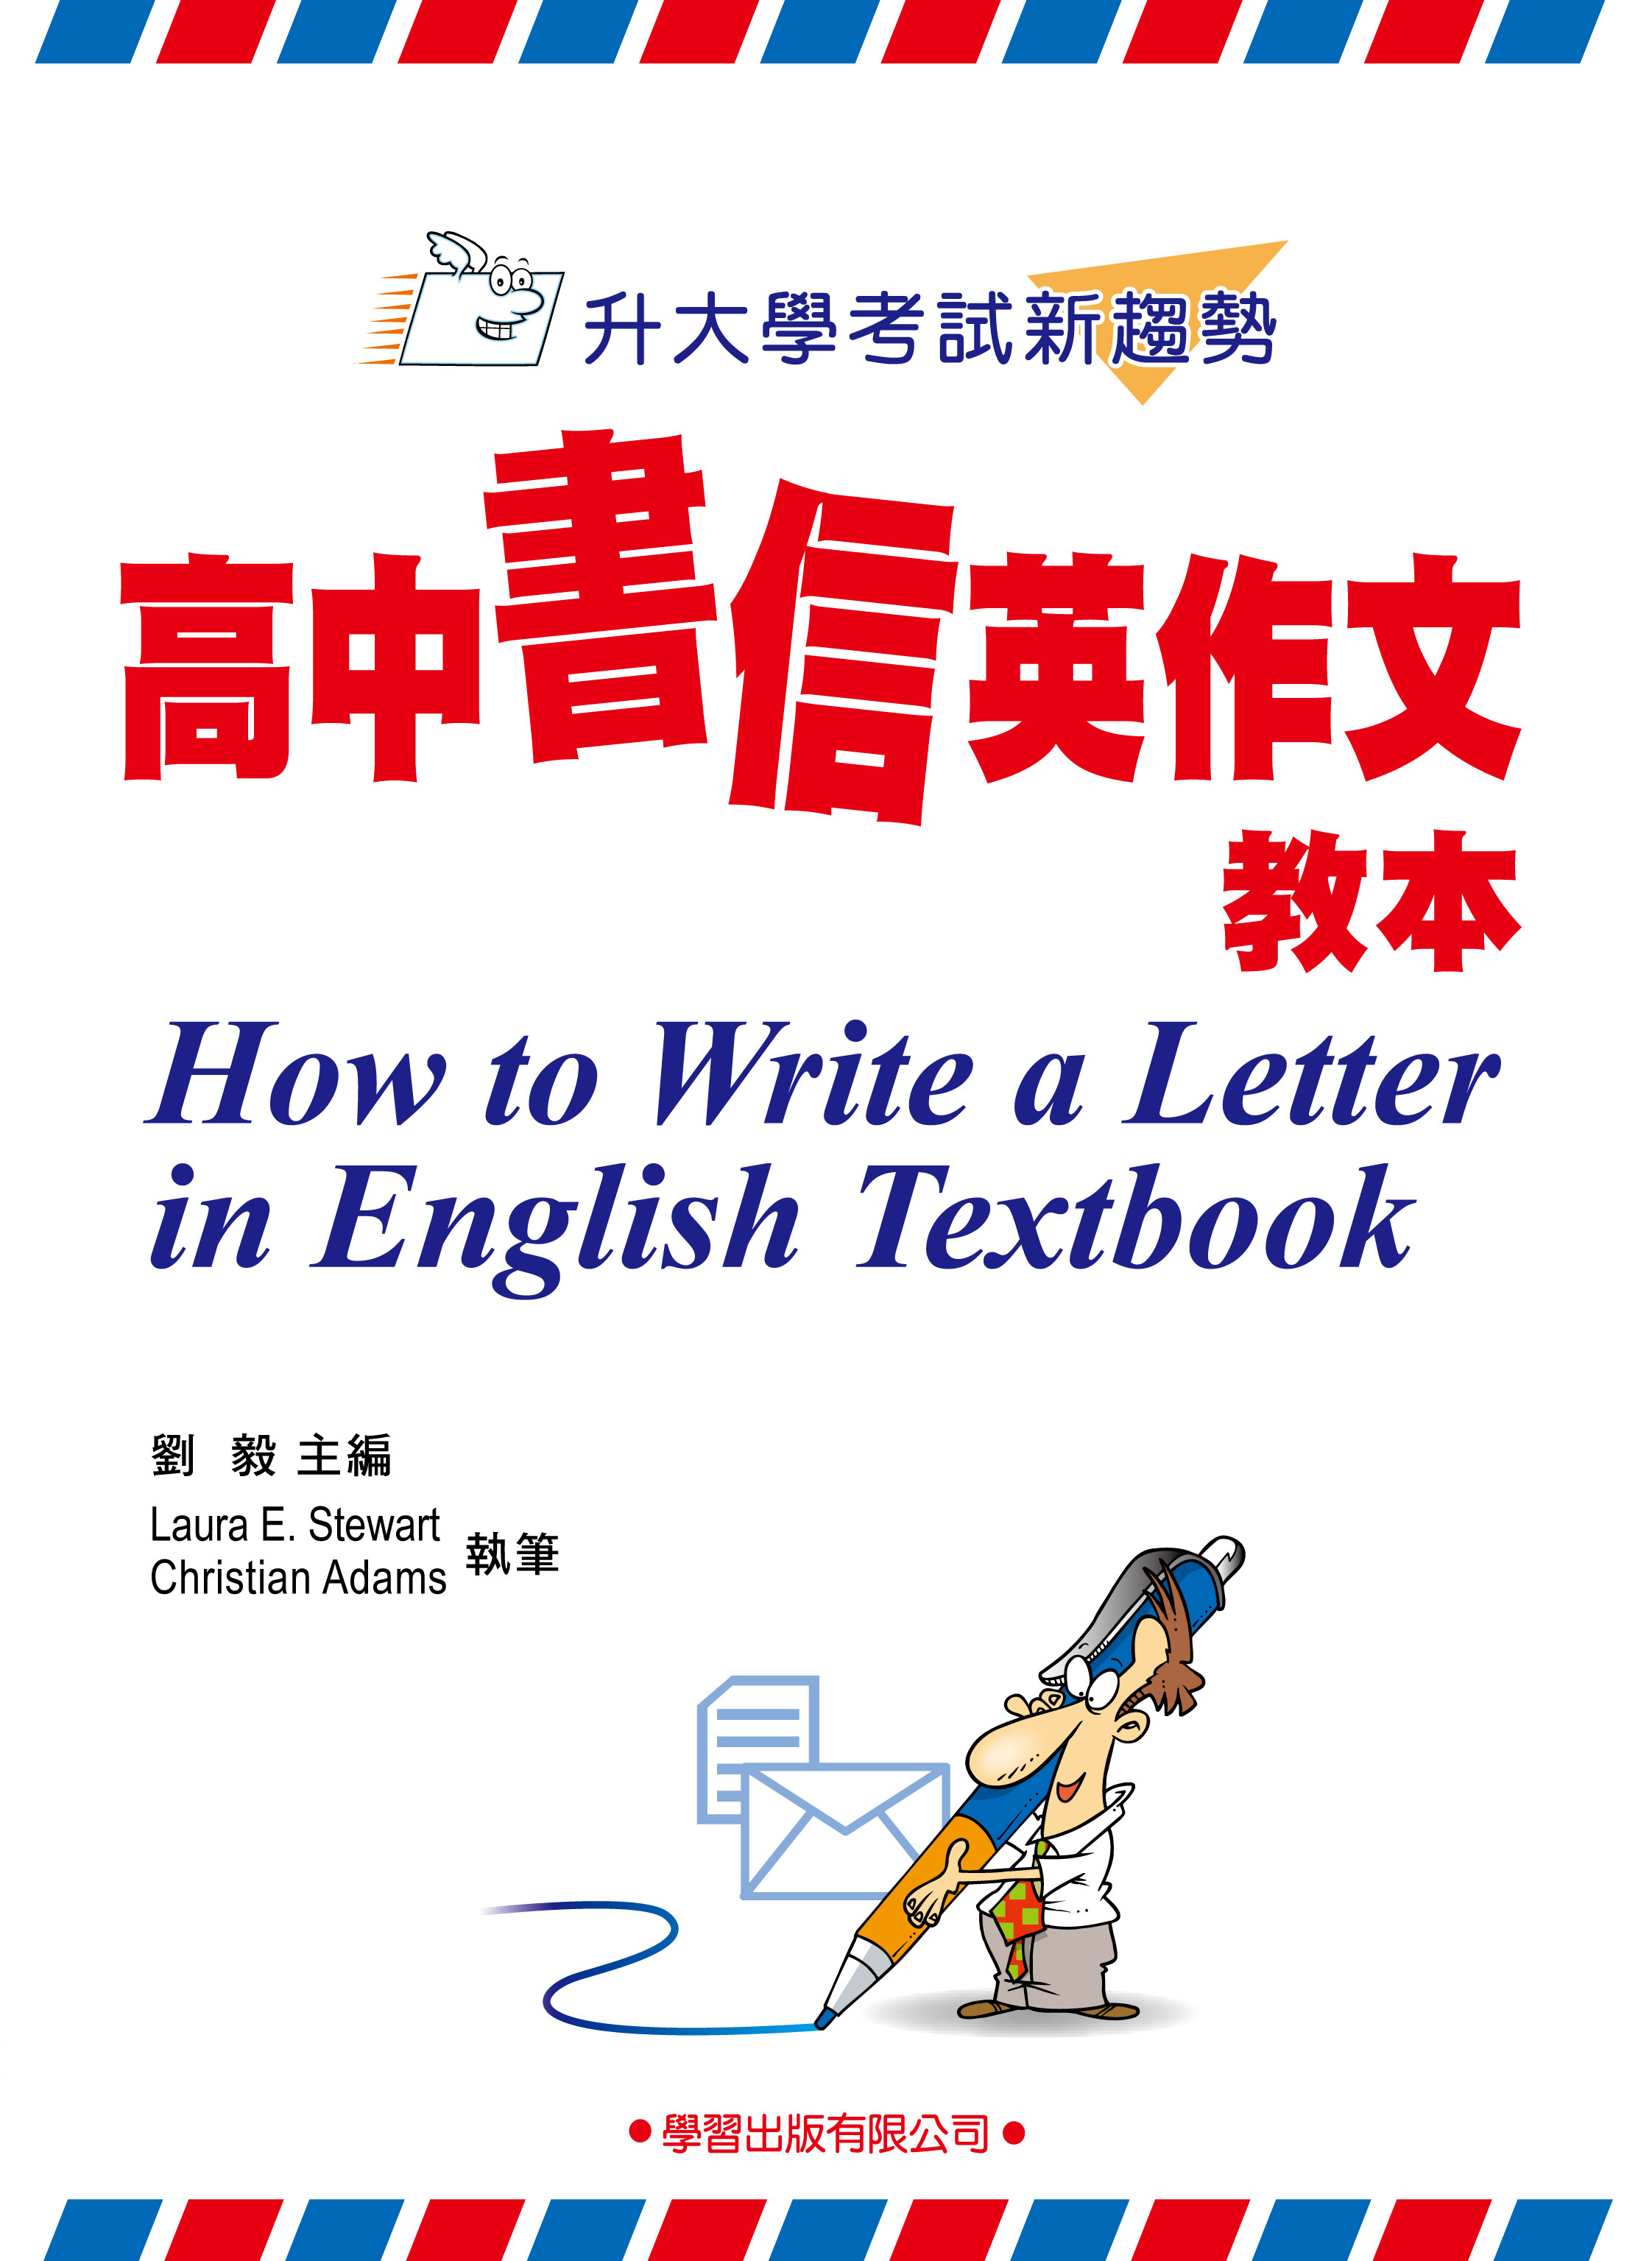 升大學考試新趨勢
高中書信英作文
教本
How to Write a Letter
in English Textbook
劉 毅 主編
Laura E. Stewart
Christian Adams 執筆
•學習出版有限公司•